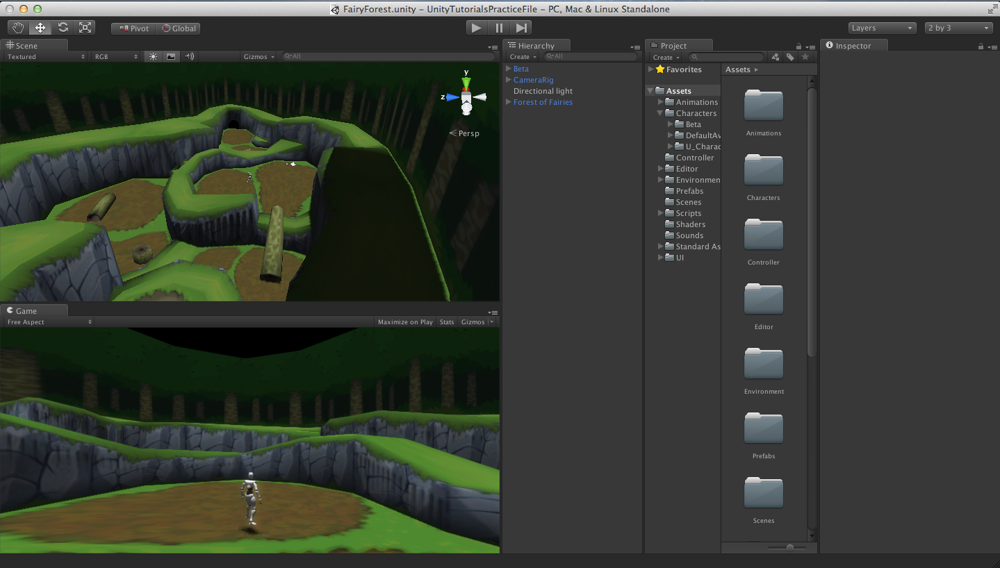 FairyForest.unity – UnityTutorialsPracticeFile – PC, Mac & Linux Standalone
Pivot Global
Layers 2 by 3
Scene
Textured RGB Gizmos All
y
z
Persp
Game
Free Aspect Maximize on Play Stats Gizmos
Hierarchy
Create All
Beta
CameraRig
Directional light
Forest of Fairies
Project
Create
Favorites
Assets
Animations
Characters
Beta
DefaultAv
U_Charac
Controller
Editor
Environmen
Prefabs
Scenes
Scripts
Shaders
Sounds
Standard As
UI
Assets
Animations
Characters
Controller
Editor
Environment
Prefabs
Scenes
Inspector